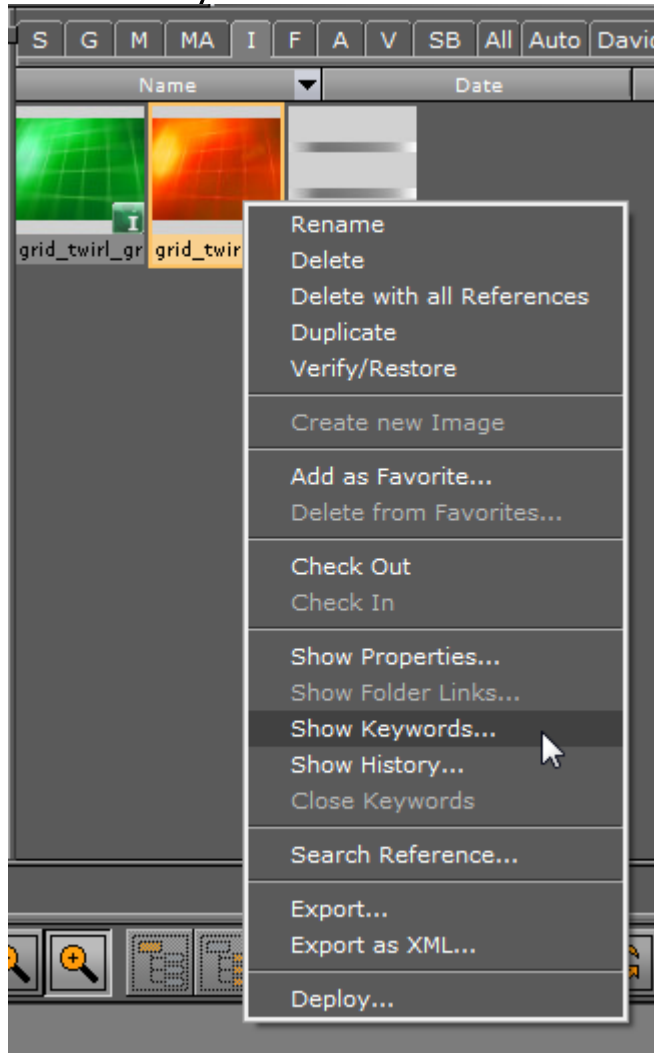 S G M MA I F A V SB All Auto David
Name Date
I
grid_twirl_gr grid_twir
Rename
Delete
Delete with all References
Duplicate
Verify/Restore
Create new Image
Add as Favorite...
Delete from Favorites...
Check Out
Check In
Show Properties...
Show Folder Links...
Show Keywords...
Show History...
Close Keywords
Search Reference...
Export...
Export as XML...
Deploy...